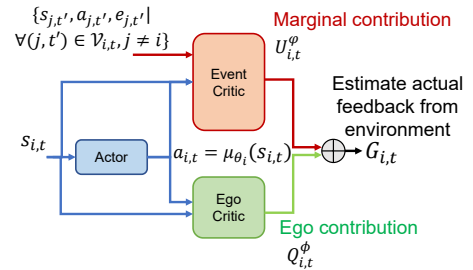 {s_{j,t'}, a_{j,t'}, e_{j,t'}|
∀(j, t') ∈ 𝒱_{i,t}, j ≠ i}
Marginal contribution
U^φ_{i,t}
Event
Critic
Estimate actual
feedback from
environment
G_{i,t}
s_{i,t}
Actor
a_{i,t} = μ_{θ_i}(s_{i,t})
Ego
Critic
Ego contribution
Q^ϕ_{i,t}